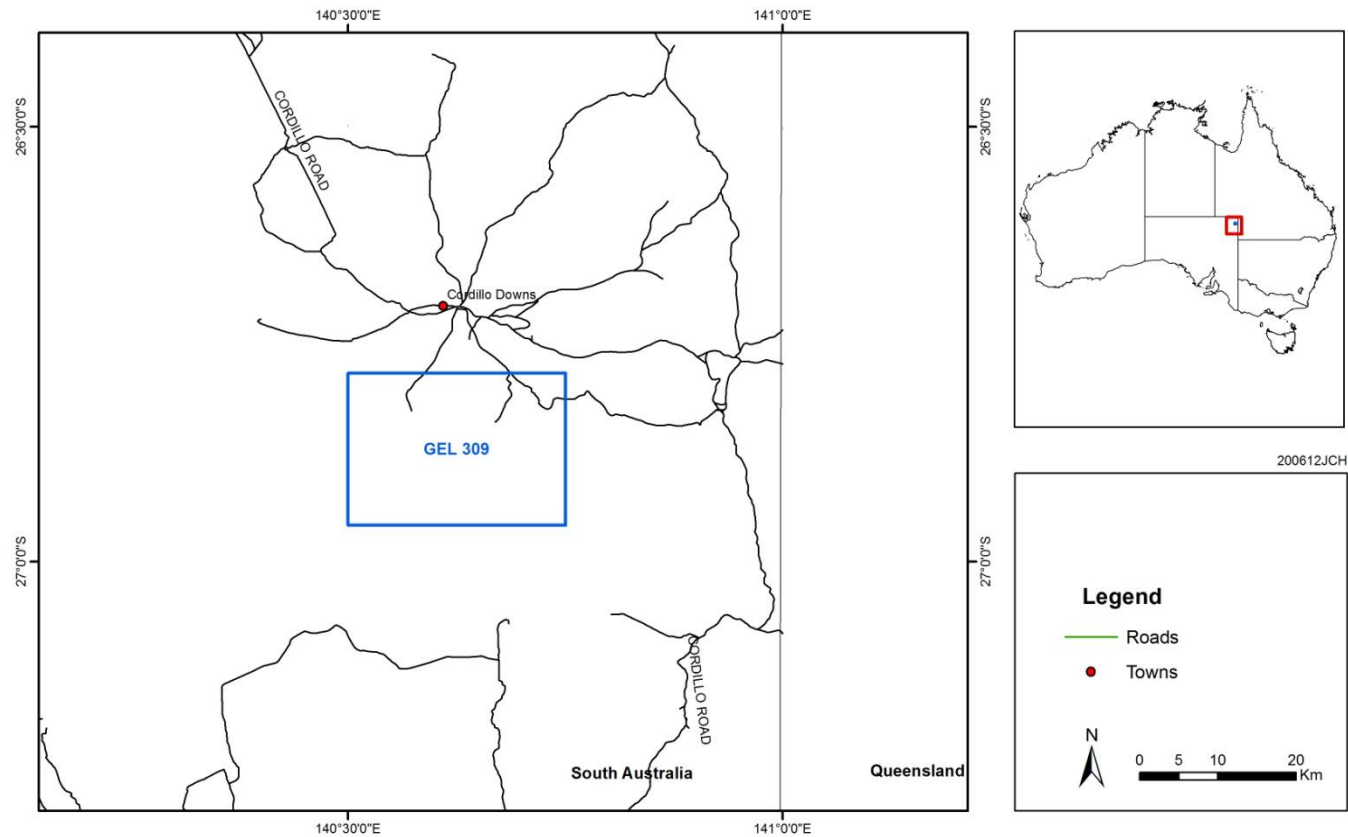 140°30'0"E
141°0'0"E
26°30'0"S
26°30'0"S
CORDILLO ROAD
Cordillo Downs
GEL 309
27°0'0"S
27°0'0"S
CORDILLO ROAD
South Australia
Queensland
140°30'0"E
141°0'0"E
200612JCH
Legend
Roads
Towns
N
0 5 10 20
Km